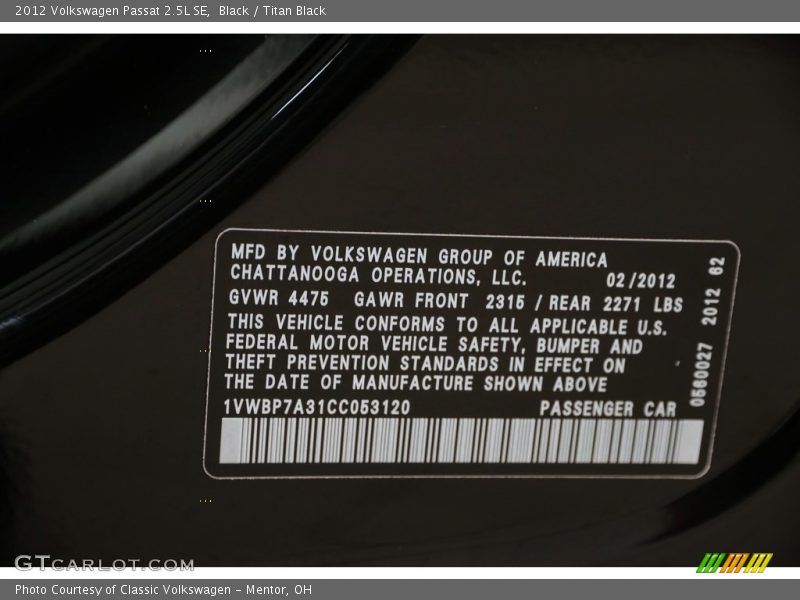 2012 Volkswagen Passat 2.5L SE, Black / Titan Black
MFD BY VOLKSWAGEN GROUP OF AMERICA
CHATTANOOGA OPERATIONS, LLC. 02/2012
GVWR 4475 GAWR FRONT 2315 / REAR 2271 LBS
THIS VEHICLE CONFORMS TO ALL APPLICABLE U.S.
FEDERAL MOTOR VEHICLE SAFETY, BUMPER AND
THEFT PREVENTION STANDARDS IN EFFECT ON
THE DATE OF MANUFACTURE SHOWN ABOVE
1VWBP7A31CC053120 PASSENGER CAR
0560027 2012 62
GTCARLOT.COM
Photo Courtesy of Classic Volkswagen - Mentor, OH